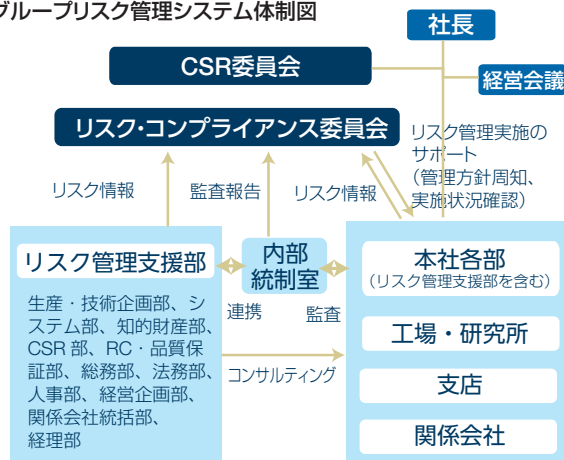 グループリスク管理システム体制図
社長
CSR委員会
経営会議
リスク・コンプライアンス委員会
リスク管理実施の
サポート
（管理方針周知、
実施状況確認）
リスク情報
監査報告
リスク情報
リスク管理支援部
内部
統制室
本社各部
（リスク管理支援部を含む）
連携
監査
生産・技術企画部、シ
ステム部、知的財産部、
CSR 部、RC・品質保
証部、総務部、法務部、
人事部、経営企画部、
関係会社統括部、
経理部
コンサルティング
工場・研究所
支店
関係会社